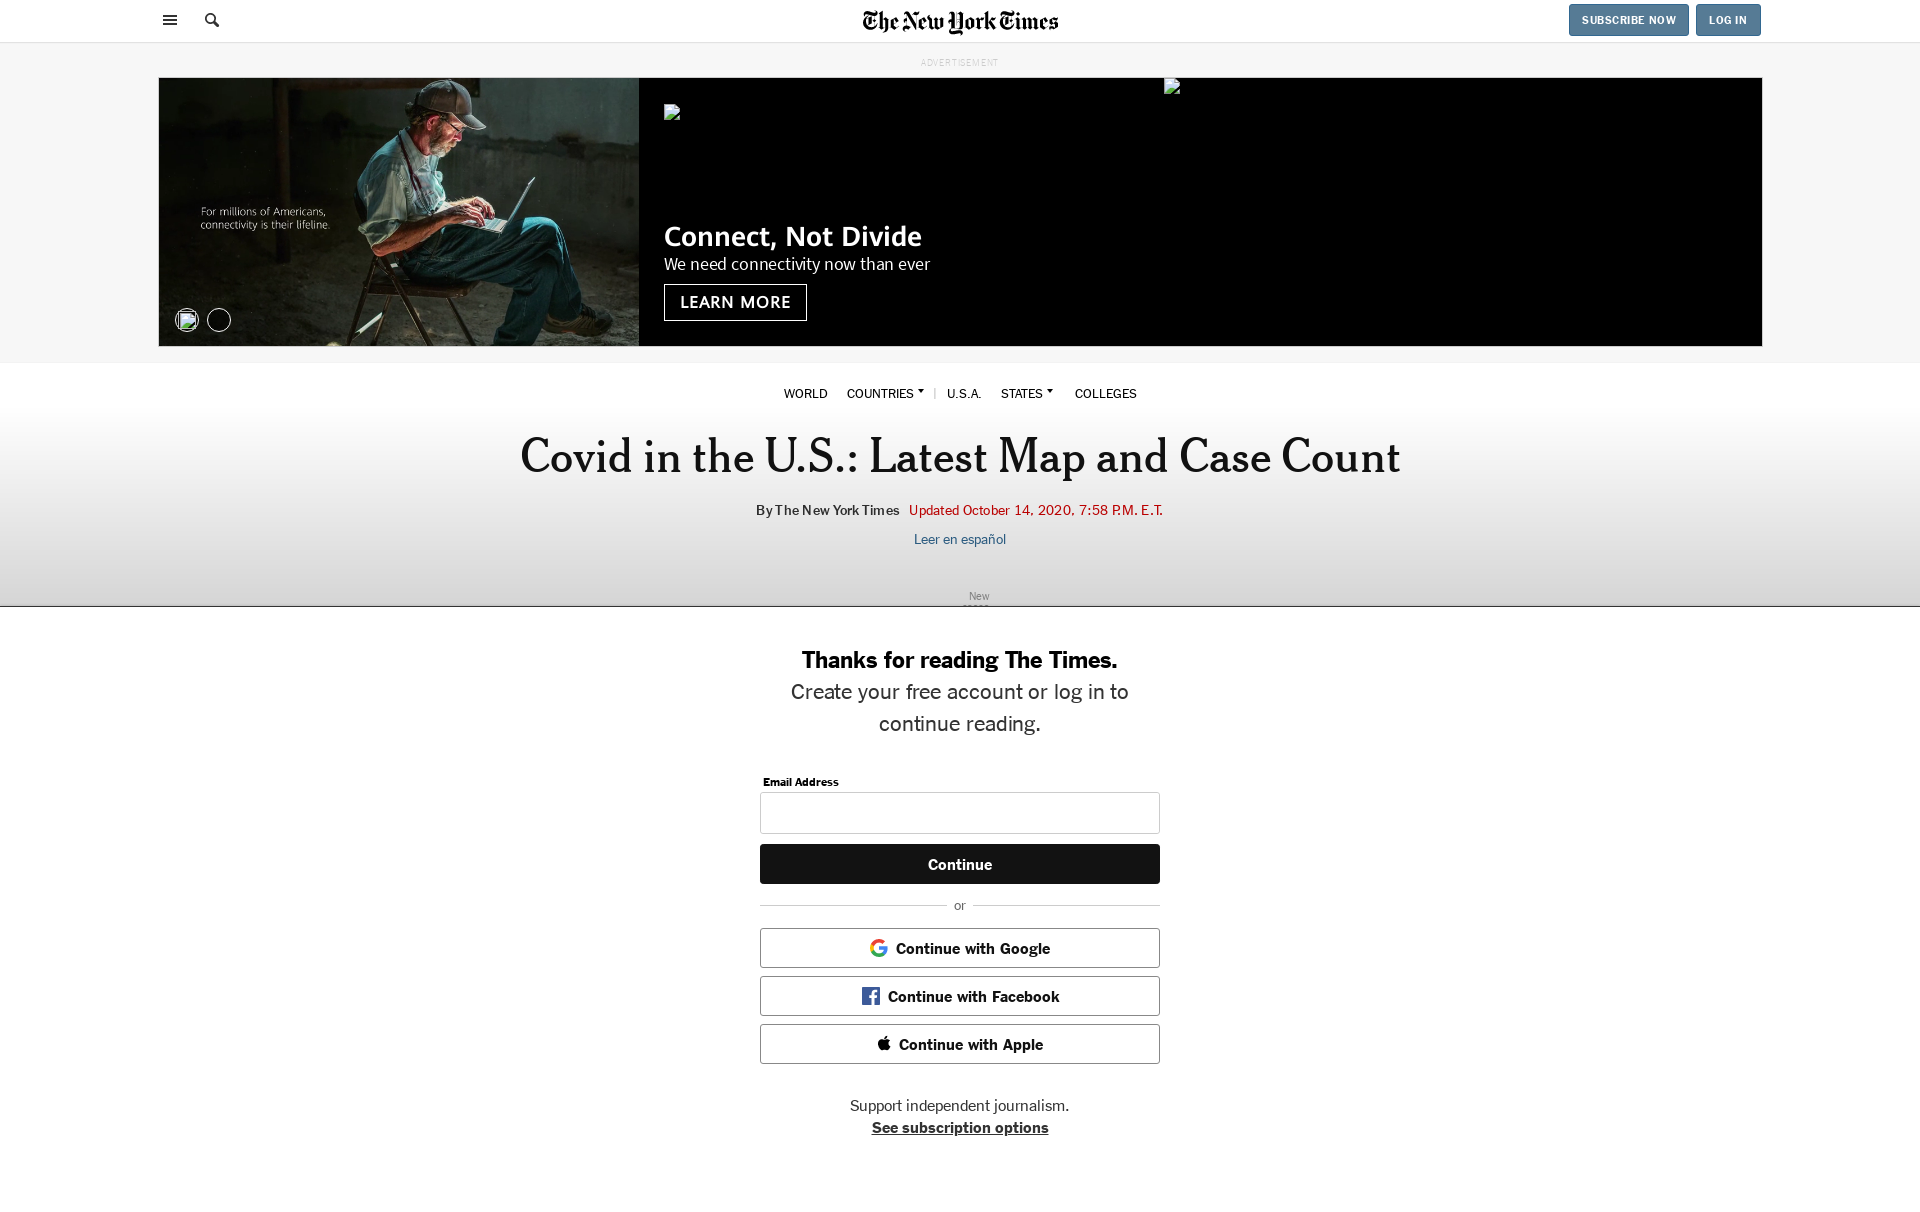 The New York Times
SUBSCRIBE NOW
LOG IN
ADVERTISEMENT
For millions of Americans,
connectivity is their lifeline.
Connect, Not Divide
We need connectivity now than ever
LEARN MORE
WORLD COUNTRIES | U.S.A. STATES COLLEGES
Covid in the U.S.: Latest Map and Case Count
By The New York Times Updated October 14, 2020, 7:58 P.M. E.T.
Leer en español
New
Thanks for reading The Times.
Create your free account or log in to
continue reading.
Email Address
Continue
or
Continue with Google
Continue with Facebook
Continue with Apple
Support independent journalism.
See subscription options